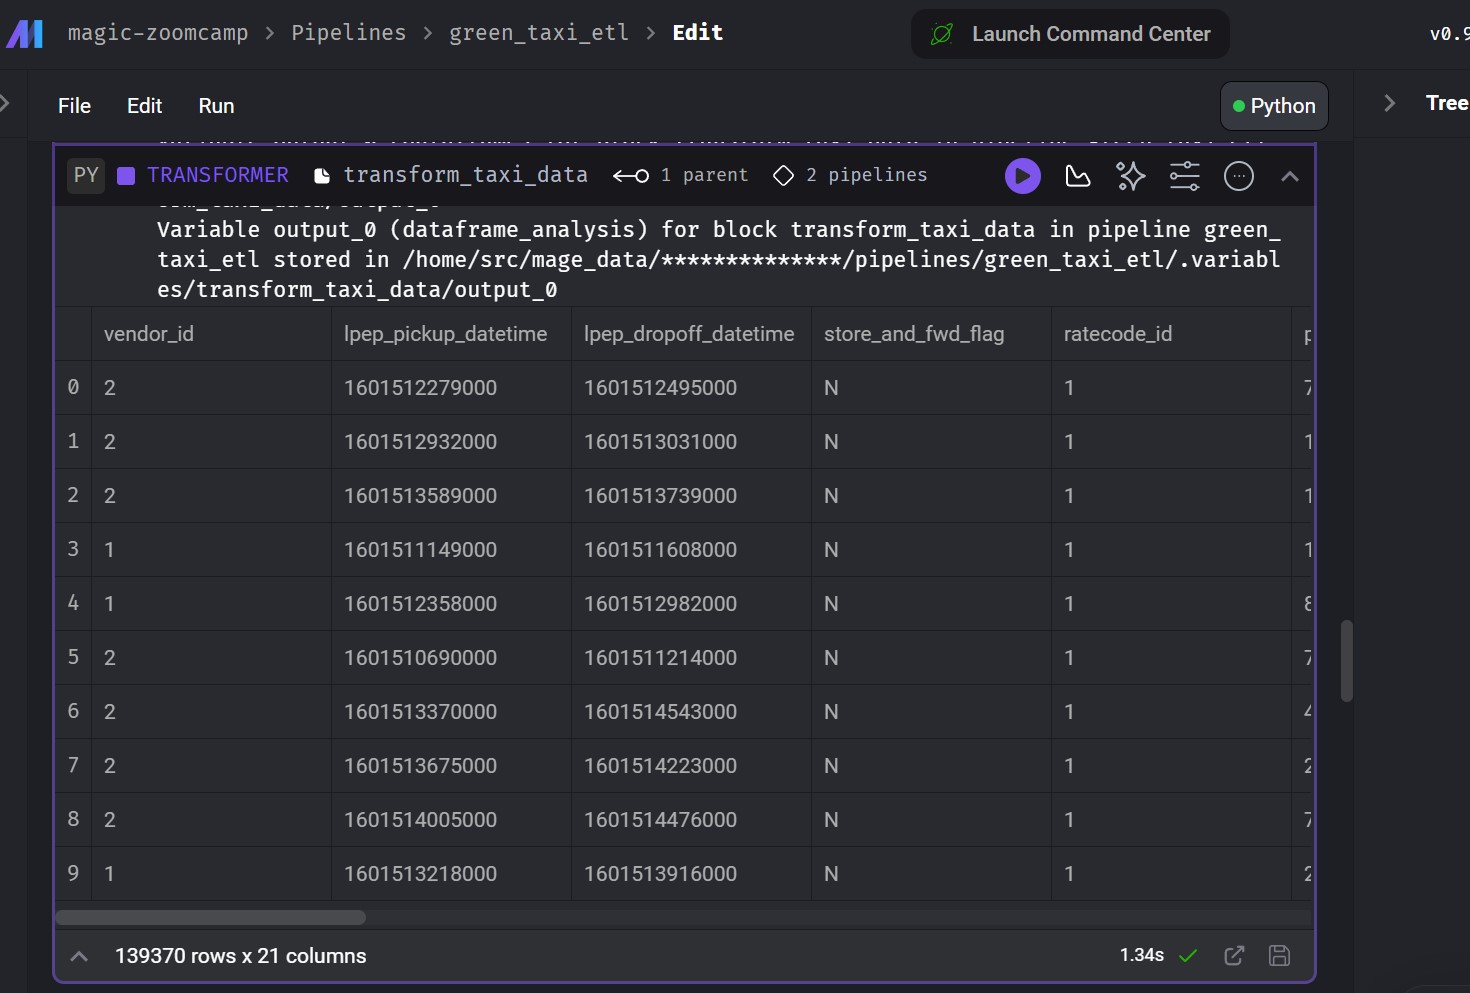 magic-zoomcamp > Pipelines > green_taxi_etl > Edit
Launch Command Center
v0.9
File Edit Run
Python
Tree
PY TRANSFORMER transform_taxi_data 1 parent 2 pipelines
Variable output_0 (dataframe_analysis) for block transform_taxi_data in pipeline green_
taxi_etl stored in /home/src/mage_data/**************/pipelines/green_taxi_etl/.variabl
es/transform_taxi_data/output_0
vendor_id lpep_pickup_datetime lpep_dropoff_datetime store_and_fwd_flag ratecode_id
0 2 1601512279000 1601512495000 N 1 7
1 2 1601512932000 1601513031000 N 1 1
2 2 1601513589000 1601513739000 N 1 1
3 1 1601511149000 1601511608000 N 1 1
4 1 1601512358000 1601512982000 N 1 8
5 2 1601510690000 1601511214000 N 1 7
6 2 1601513370000 1601514543000 N 1 4
7 2 1601513675000 1601514223000 N 1 2
8 2 1601514005000 1601514476000 N 1 7
9 1 1601513218000 1601513916000 N 1 2
139370 rows x 21 columns
1.34s